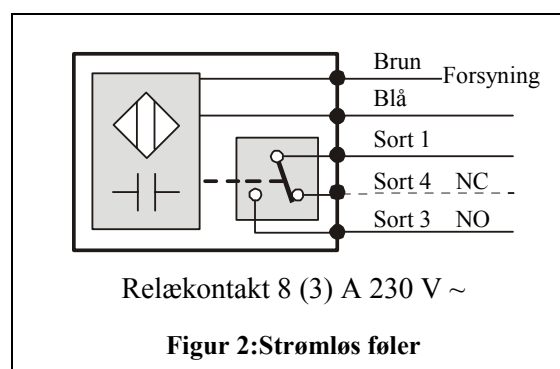 Brun
Forsyning
Blå
Sort 1
Sort 4 NC
Sort 3 NO
Relækontakt 8 (3) A 230 V ~
Figur 2:Strømløs føler